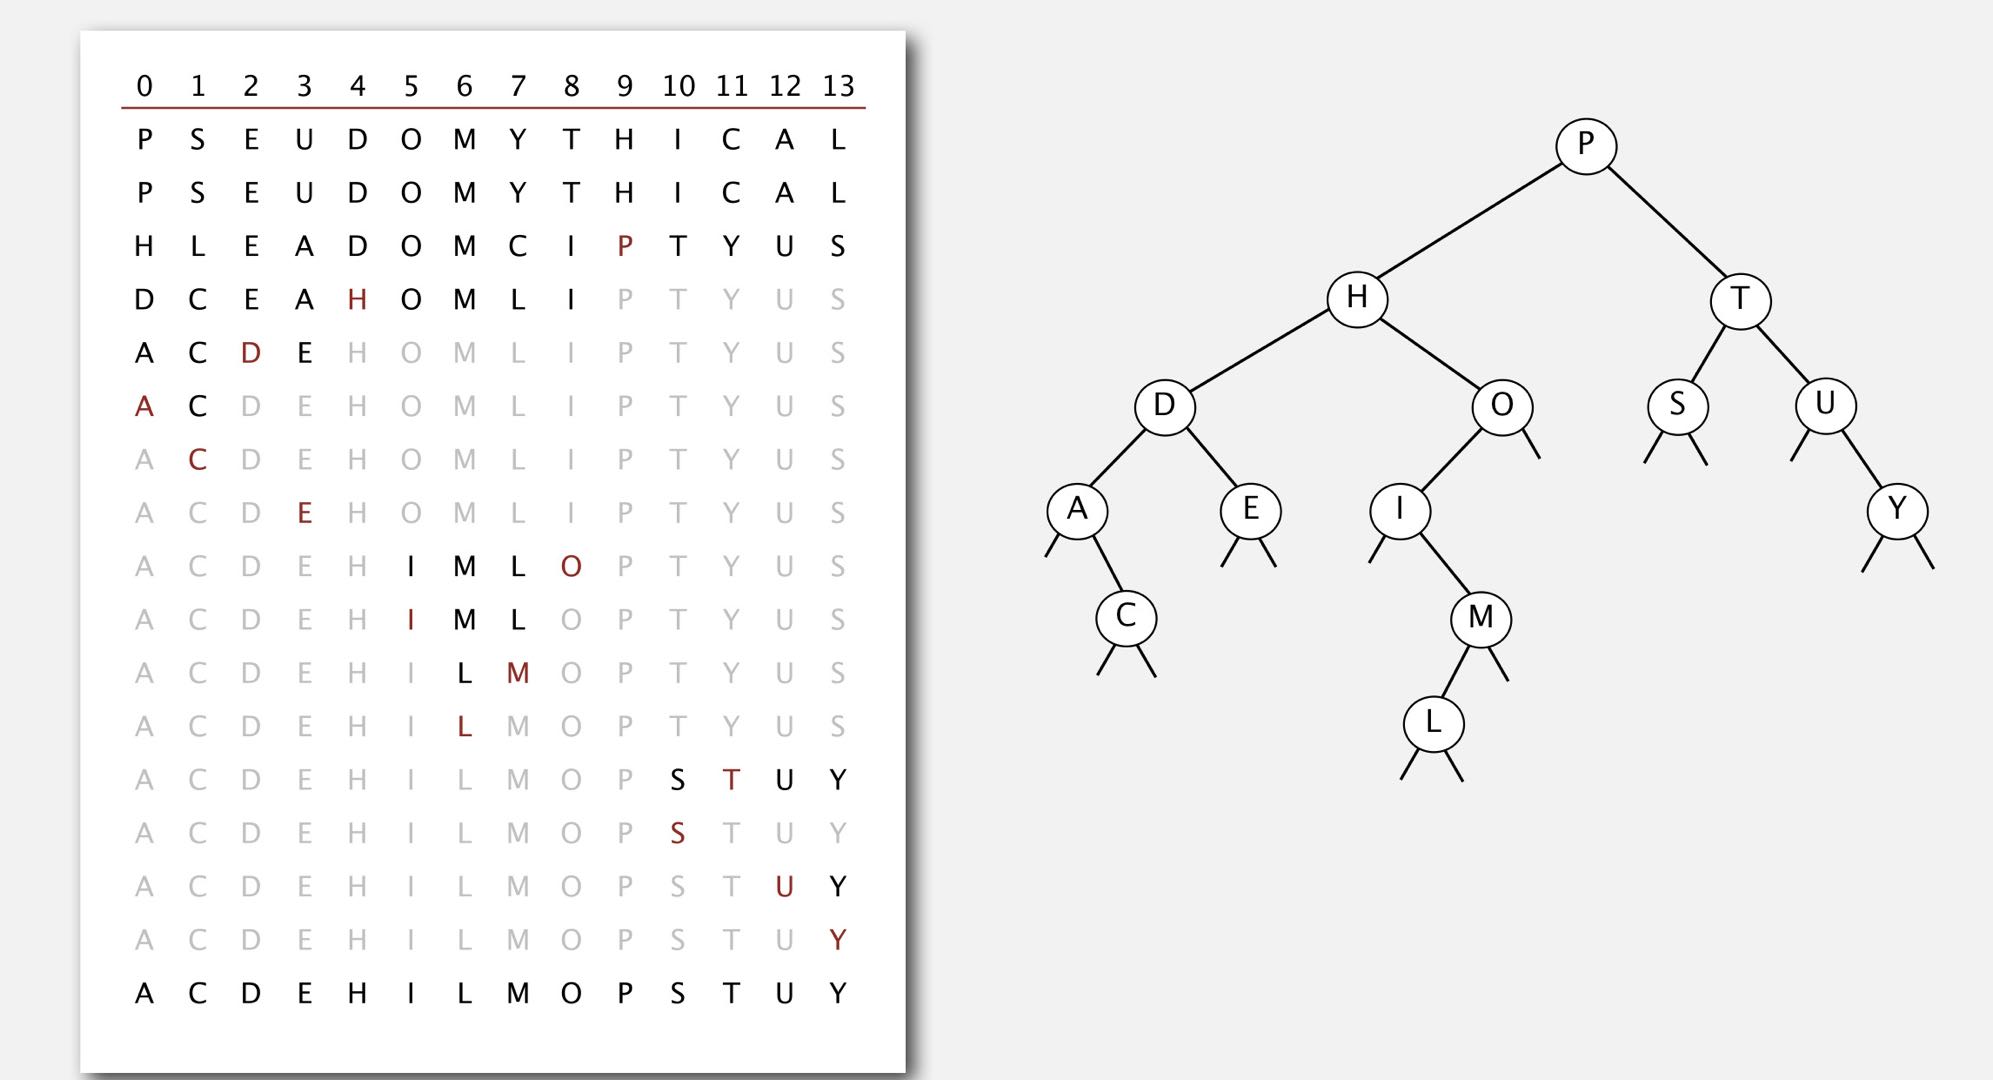 0 1 2 3 4 5 6 7 8 9 10 11 12 13
P S E U D O M Y T H I C A L
P S E U D O M Y T H I C A L
H L E A D O M C I P T Y U S
D C E A H O M L I P T Y U S
A C D E H O M L I P T Y U S
A C D E H O M L I P T Y U S
A C D E H O M L I P T Y U S
A C D E H O M L I P T Y U S
A C D E H I M L O P T Y U S
A C D E H I M L O P T Y U S
A C D E H I L M O P T Y U S
A C D E H I L M O P T Y U S
A C D E H I L M O P S T U Y
A C D E H I L M O P S T U Y
A C D E H I L M O P S T U Y
A C D E H I L M O P S T U Y
A C D E H I L M O P S T U Y
P
H T
D O S U
A E I Y
C M
L